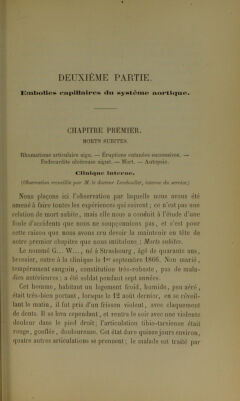 DEUXIÈME PARTIE.
Embolies capillaires du système aortique.
CHAPITRE PREMIER.
MORTS SUBITES.
Rhumatisme articulaire aigu. — Éruptions cutanées successives. —
Endocardite ulcéreuse aiguë. — Mort. — Autopsie.
Clinique interne.
(Observation recueillie par M. le docteur interne du service.)
Nous plaçons ici l'observation par laquelle nous avons été
amené à faire toutes les expériences qui suivent; ce n'est pas une
relation de mort subite, mais elle nous a conduit à l'étude d'une
foule d'accidents que nous ne soupçonnions pas, et c'est pour
cette raison que nous avons cru devoir la maintenir en tête de
notre premier chapitre que nous intitulons : Morts subites.
Le nommé G... W..., né à Strasbourg, âgé de quarante ans,
brossier, entre à la clinique le 1er septembre 1866. Non marié,
tempérament sanguin, constitution très-robuste, pas de mala-
dies antérieures; a été soldat pendant sept années.
Cet homme, habitant un logement froid, humide, peu aéré,
était très-bien portant, lorsque le 12 août dernier, en se réveil-
lant le matin, il fut pris d'un frisson violent, avec claquement
de dents. Il se leva cependant, et rentra le soir avec une violente
douleur dans le pied droit; l'articulation tibio-tarsienne était
rouge, gonflée, douloureuse. Cet état dure quinze jours environ,
quatre autres articulations se prennent; le malade est traité par